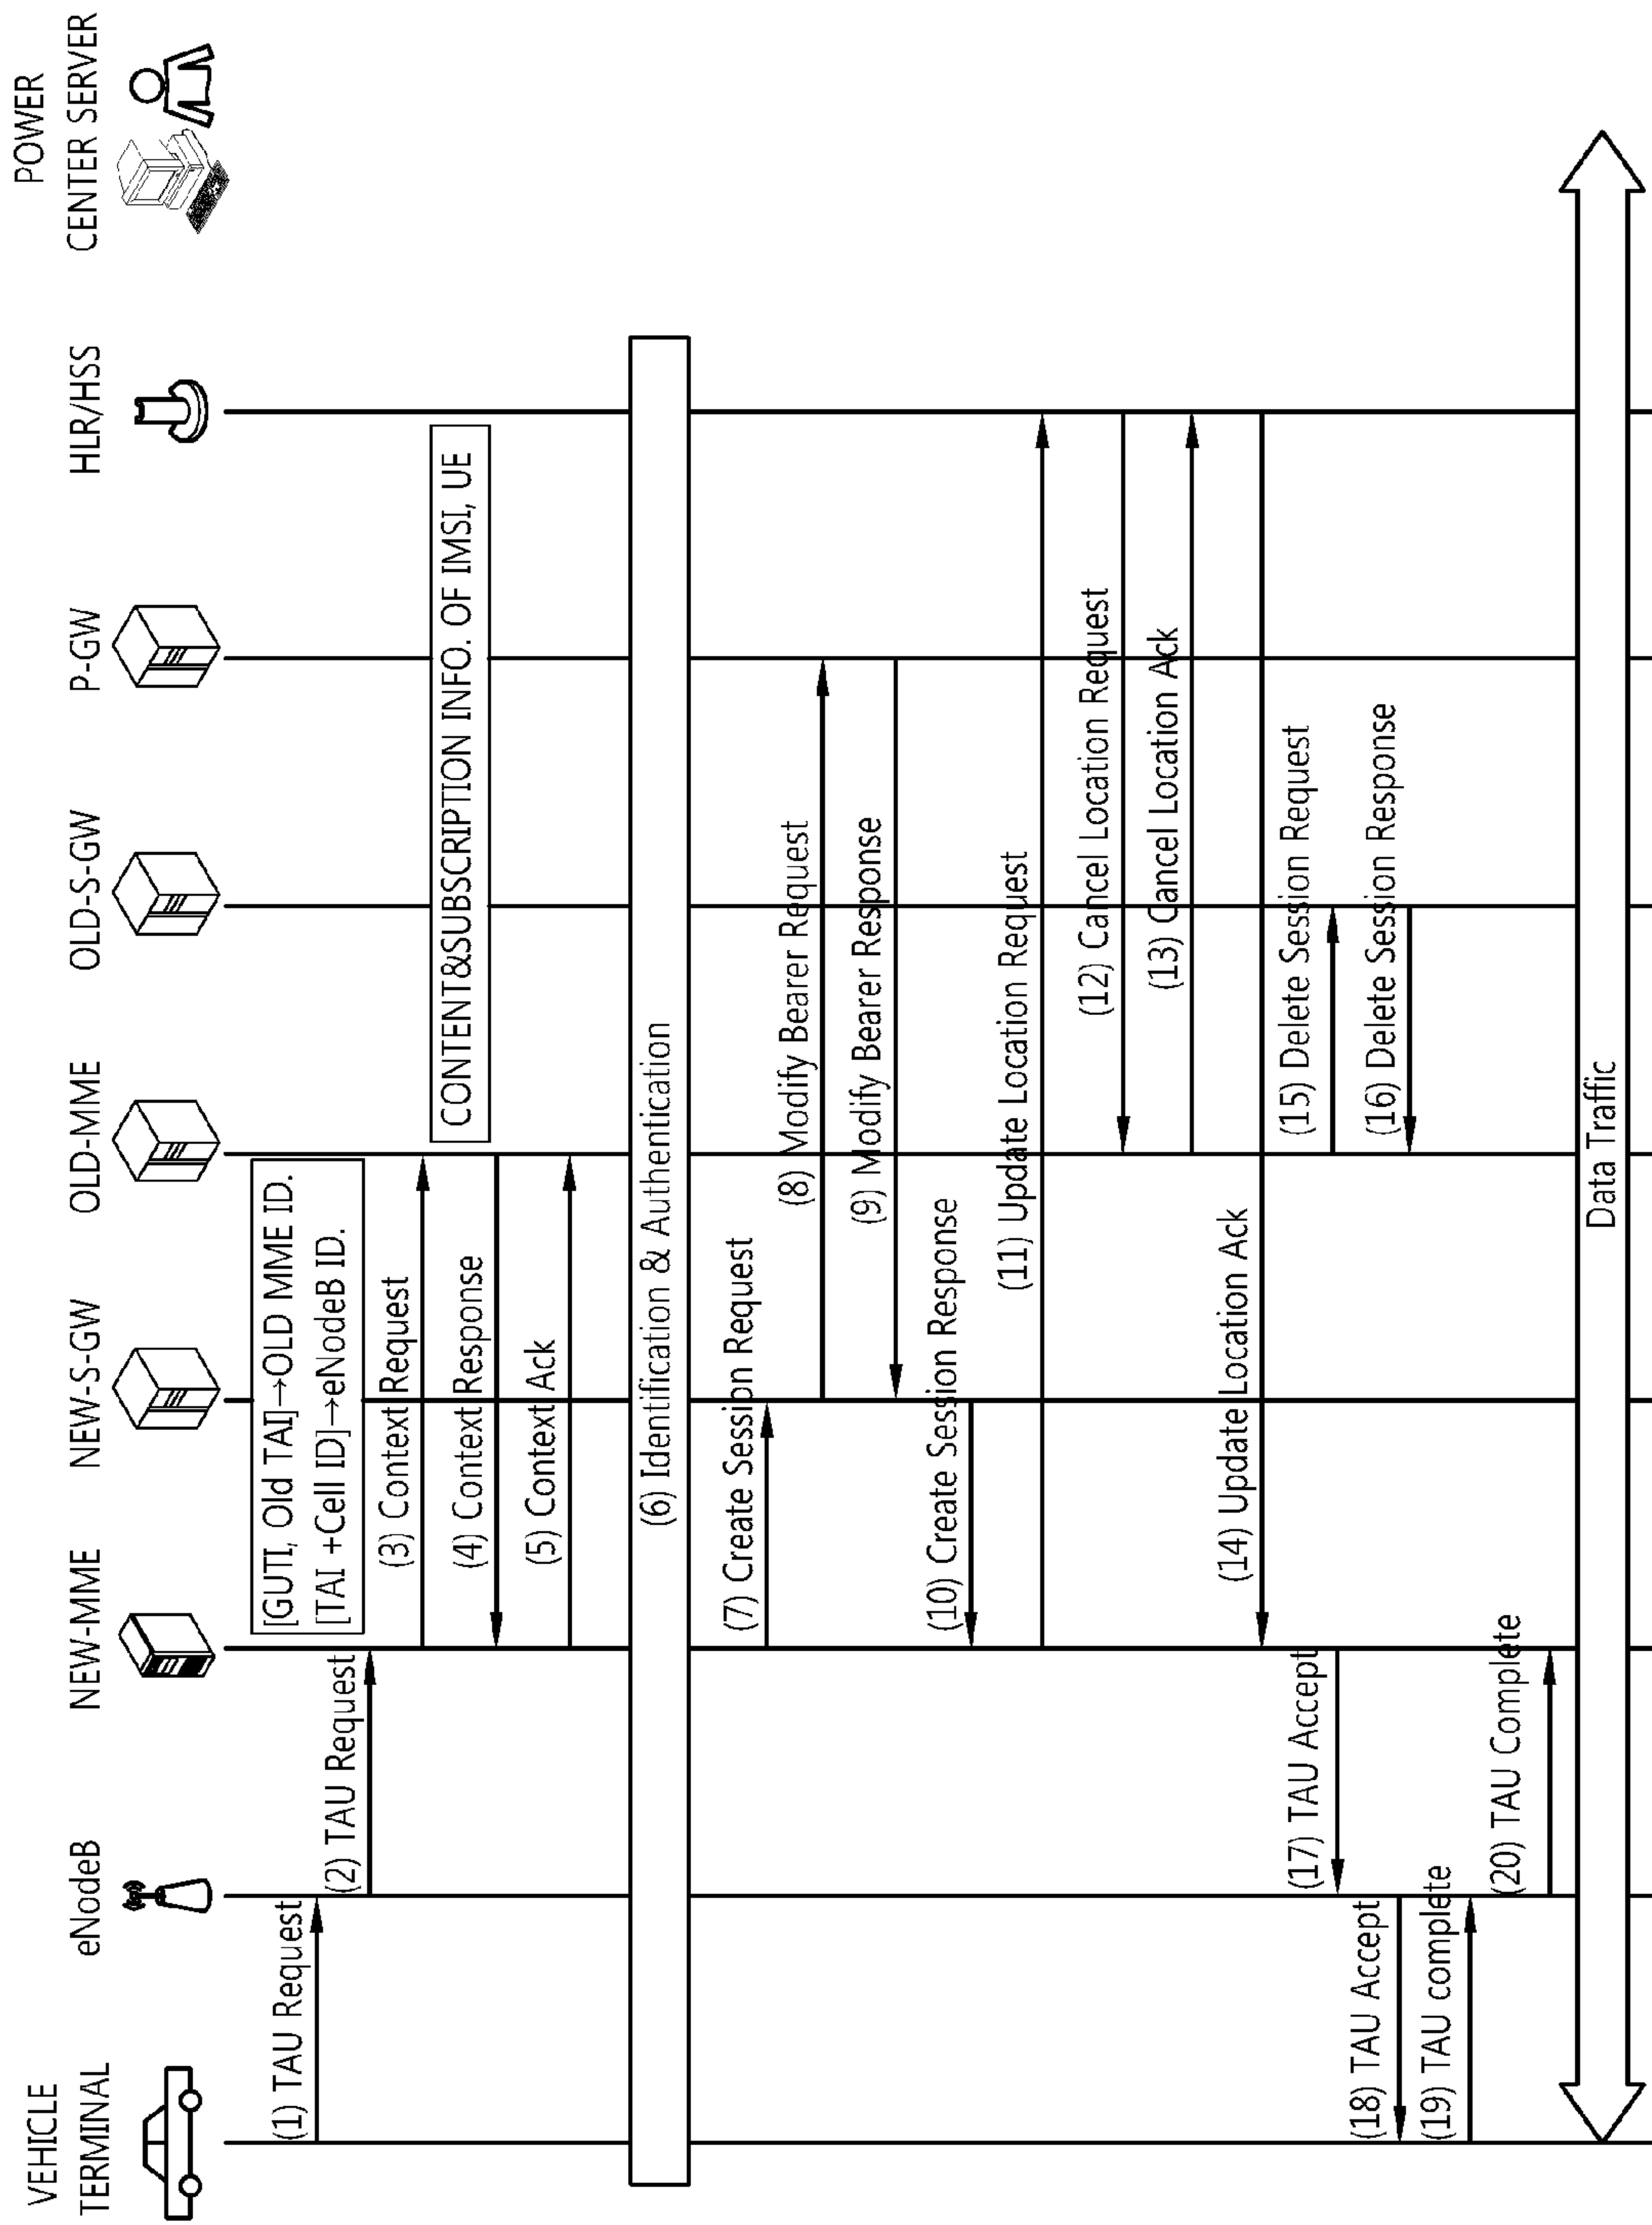 VEHICLE
TERMINAL
eNodeB
NEW-MME
NEW-S-GW
OLD-MME
OLD-S-GW
P-GW
HLR/HSS
POWER
CENTER SERVER
(1) TAU Request
(2) TAU Request
[GUTI, Old TAI]→OLD MME ID.
[TAI +Cell ID]→eNodeB ID.
(3) Context Request
(4) Context Response
CONTENT&SUBSCRIPTION INFO. OF IMSI, UE
(5) Context Ack
(6) Identification & Authentication
(7) Create Session Request
(8) Modify Bearer Request
(9) Modify Bearer Response
(10) Create Session Response
(11) Update Location Request
(12) Cancel Location Request
(13) Cancel Location Ack
(14) Update Location Ack
(15) Delete Session Request
(16) Delete Session Response
(17) TAU Accept
(18) TAU Accept
(19) TAU complete
(20) TAU Complete
Data Traffic